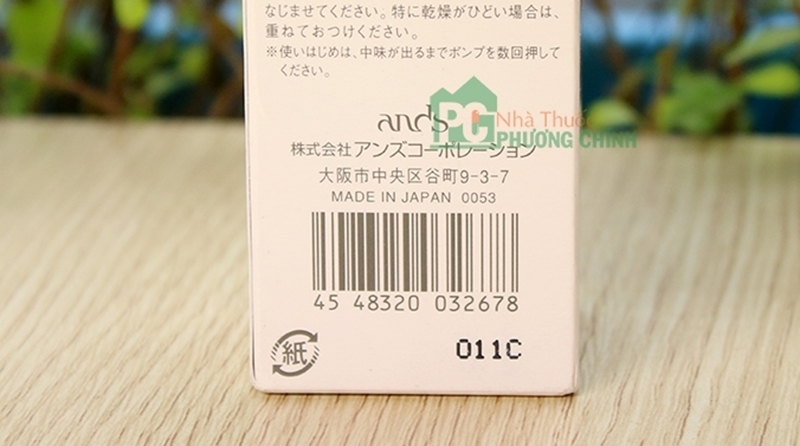 なじませてください。特に乾燥がひどい場合は、
重ねておつけください。
※使いはじめは、中味が出るまでポンプを数回押して
ください。
ands
PC Nhà Thuốc
PHƯƠNG CHINH
株式会社 アンズコーポレーション
大阪市中央区谷町9-3-7
MADE IN JAPAN 0053
45 48320 032678
紙
011C